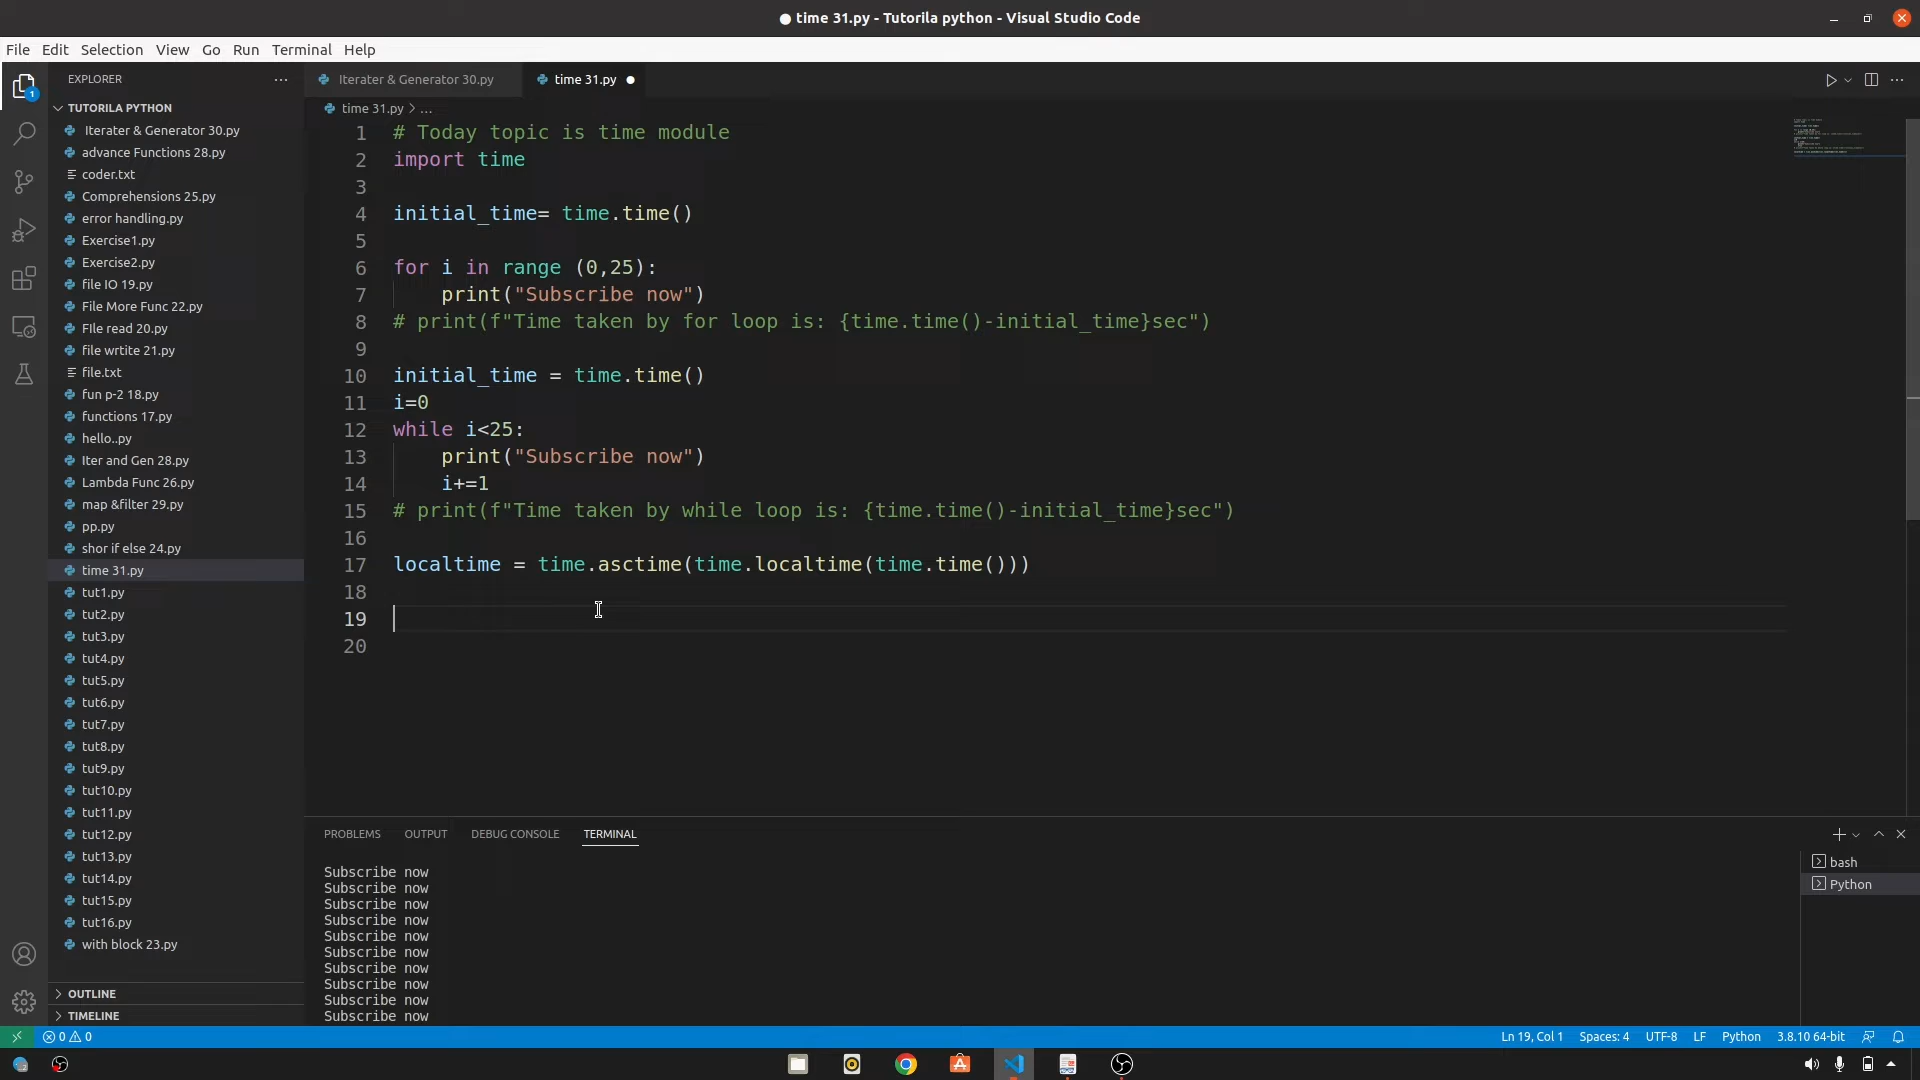 ● time 31.py - Tutorila python - Visual Studio Code
File Edit Selection View Go Run Terminal Help
EXPLORER
Iterater & Generator 30.py
time 31.py ●
TUTORILA PYTHON
time 31.py > ...
Iterater & Generator 30.py
advance Functions 28.py
coder.txt
Comprehensions 25.py
error handling.py
Exercise1.py
Exercise2.py
file IO 19.py
File More Func 22.py
FIle read 20.py
file wrtite 21.py
file.txt
fun p-2 18.py
functions 17.py
hello..py
Iter and Gen 28.py
Lambda Func 26.py
map &filter 29.py
pp.py
shor if else 24.py
time 31.py
tut1.py
tut2.py
tut3.py
tut4.py
tut5.py
tut6.py
tut7.py
tut8.py
tut9.py
tut10.py
tut11.py
tut12.py
tut13.py
tut14.py
tut15.py
tut16.py
with block 23.py
OUTLINE
TIMELINE
1 # Today topic is time module
2 import time
3
4 initial_time= time.time()
5
6 for i in range (0,25):
7 print("Subscribe now")
8 # print(f"Time taken by for loop is: {time.time()-initial_time}sec")
9
10 initial_time = time.time()
11 i=0
12 while i<25:
13 print("Subscribe now")
14 i+=1
15 # print(f"Time taken by while loop is: {time.time()-initial_time}sec")
16
17 localtime = time.asctime(time.localtime(time.time()))
18
19
20
PROBLEMS OUTPUT DEBUG CONSOLE TERMINAL
Subscribe now
Subscribe now
Subscribe now
Subscribe now
Subscribe now
Subscribe now
Subscribe now
Subscribe now
Subscribe now
Subscribe now
bash
Python
1
0 0
Ln 19, Col 1 Spaces: 4 UTF-8 LF Python 3.8.10 64-bit